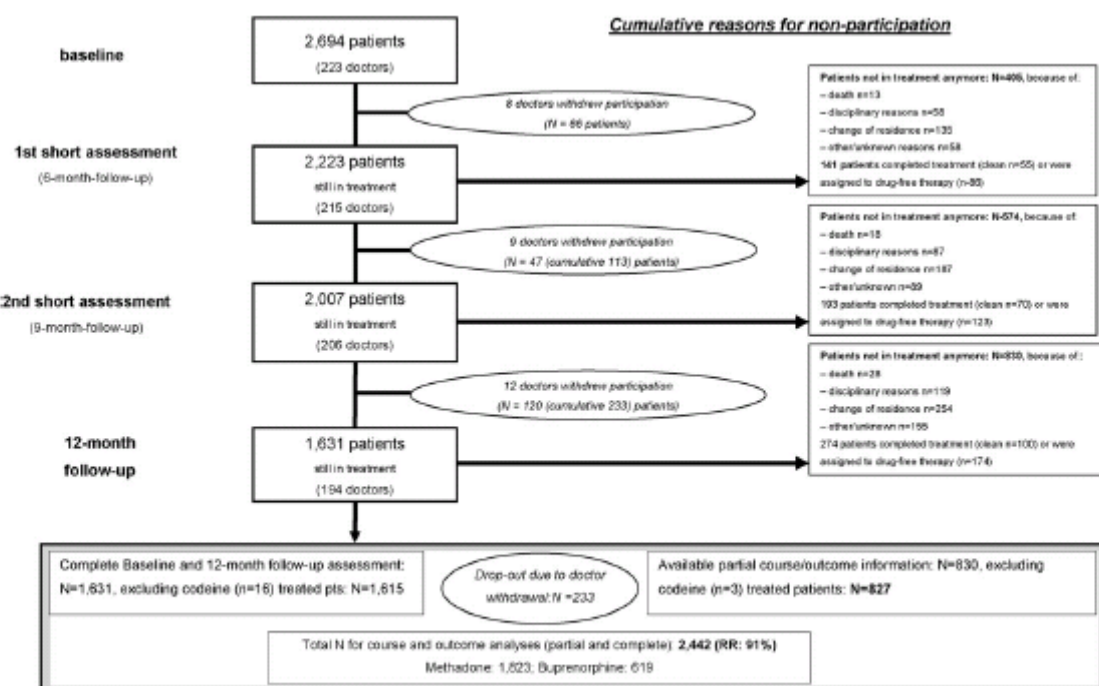 Cumulative reasons for non-participation
baseline
2,694 patients
(223 doctors)
8 doctors withdrew participation
(N = 66 patients)
Patients not in treatment anymore: N=405, because of:
– death n=13
– disciplinary reasons n=58
– change of residence n=135
– other/unknown reasons n=58
141 patients completed treatment (clean n=55) or were
assigned to drug-free therapy (n-86)
1st short assessment
(6-month-follow-up)
2,223 patients
still in treatment
(215 doctors)
9 doctors withdrew participation
(N = 47 (cumulative 113) patients)
Patients not in treatment anymore: N-574, because of:
– death n=18
– disciplinary reasons n=87
– change of residence n=187
– other/unknown n=89
193 patients completed treatment (clean n=70) or were
assigned to drug-free therapy (n=123)
2nd short assessment
(9-month-follow-up)
2,007 patients
still in treatment
(206 doctors)
12 doctors withdrew participation
(N = 120 (cumulative 233) patients)
Patients not in treatment anymore: N=830, because of:
– death n=28
– disciplinary reasons n=119
– change of residence n=254
– other/unknown n=155
274 patients completed treatment (clean n=100) or were
assigned to drug-free therapy (n=174)
12-month
follow-up
1,631 patients
still in treatment
(194 doctors)
Complete Baseline and 12-month follow-up assessment:
N=1,631, excluding codeine (n=16) treated pts: N=1,615
Drop-out due to doctor
withdrawal: N =233
Available partial course/outcome information: N=830, excluding
codeine (n=3) treated patients: N=827
Total N for course and outcome analyses (partial and complete): 2,442 (RR: 91%)
Methadone: 1,823; Buprenorphine: 619